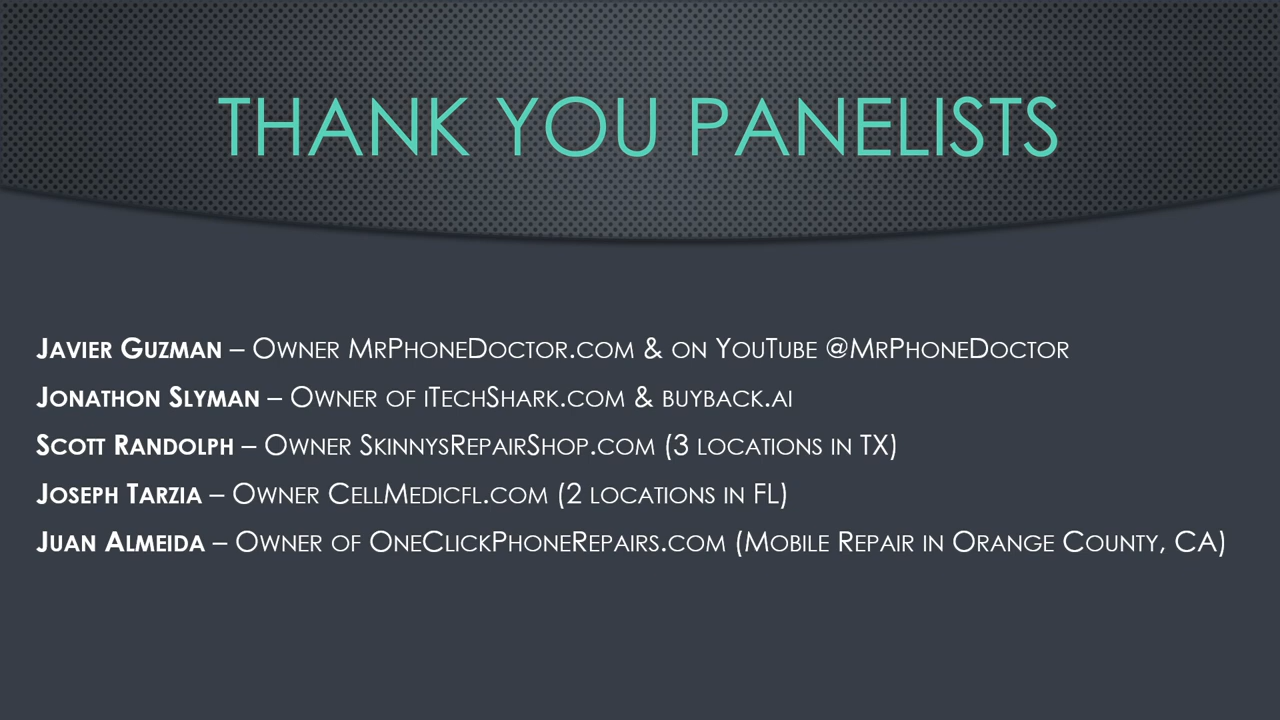 THANK YOU PANELISTS
Javier Guzman – Owner MrPhoneDoctor.com & on YouTube @MrPhoneDoctor
Jonathon Slyman – Owner of iTechShark.com & buyback.ai
Scott Randolph – Owner SkinnysRepairShop.com (3 locations in TX)
Joseph Tarzia – Owner CellMedicfl.com (2 locations in FL)
Juan Almeida – Owner of OneClickPhoneRepairs.com (Mobile Repair in Orange County, CA)